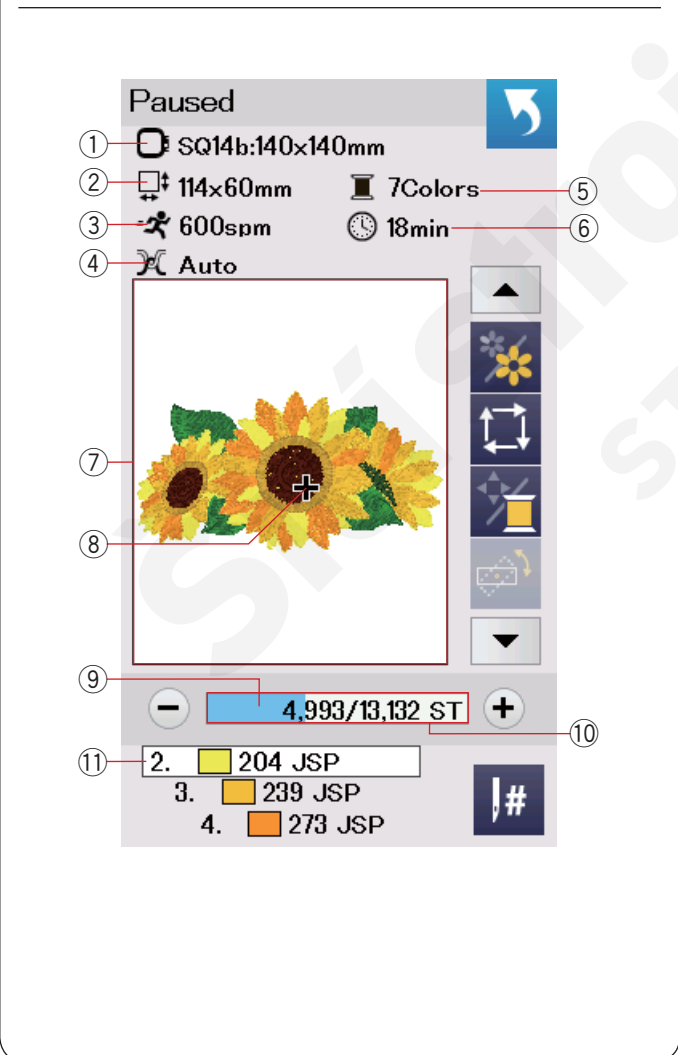 Paused
① SQ14b:140x140mm
② 114x60mm 7Colors ⑤
③ 600spm 18min ⑥
④ Auto
⑦
⑧
⑨
− 4,993/13,132 ST +
⑩
⑪ 2. 204 JSP
3. 239 JSP
4. 273 JSP
#